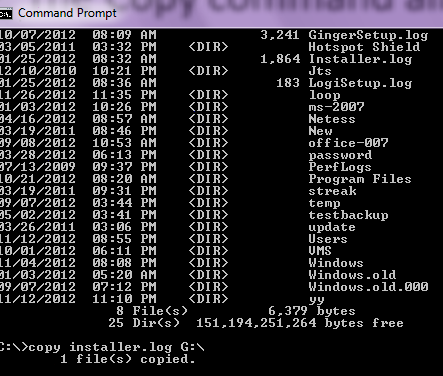 copy command
Command Prompt
10/07/2012 08:09 AM 3,241 GingerSetup.log
03/05/2011 03:32 PM <DIR> Hotspot Shield
01/25/2012 08:32 AM 1,864 Installer.log
12/10/2010 10:21 PM <DIR> Jts
01/25/2012 08:36 AM 183 LogiSetup.log
11/26/2012 11:35 PM <DIR> loop
01/03/2012 10:26 PM <DIR> ms-2007
04/16/2012 08:57 AM <DIR> Netess
03/19/2011 08:46 AM <DIR> New
09/08/2012 10:53 AM <DIR> office-007
03/28/2012 06:13 PM <DIR> password
07/13/2009 09:37 PM <DIR> PerfLogs
10/21/2012 08:20 AM <DIR> Program Files
03/19/2011 09:31 PM <DIR> streak
09/07/2012 03:44 PM <DIR> temp
05/02/2012 03:41 PM <DIR> testbackup
03/26/2011 03:06 PM <DIR> update
11/12/2012 08:55 AM <DIR> Users
10/01/2012 06:11 PM <DIR> VMS
11/04/2012 08:08 PM <DIR> Windows
01/03/2012 05:20 AM <DIR> Windows.old
09/07/2012 07:12 PM <DIR> Windows.old.000
11/12/2012 11:10 PM <DIR> yy
8 File(s) 6,379 bytes
25 Dir(s) 151,194,251,264 bytes free
C:\>copy installer.log G:\
1 file(s) copied.